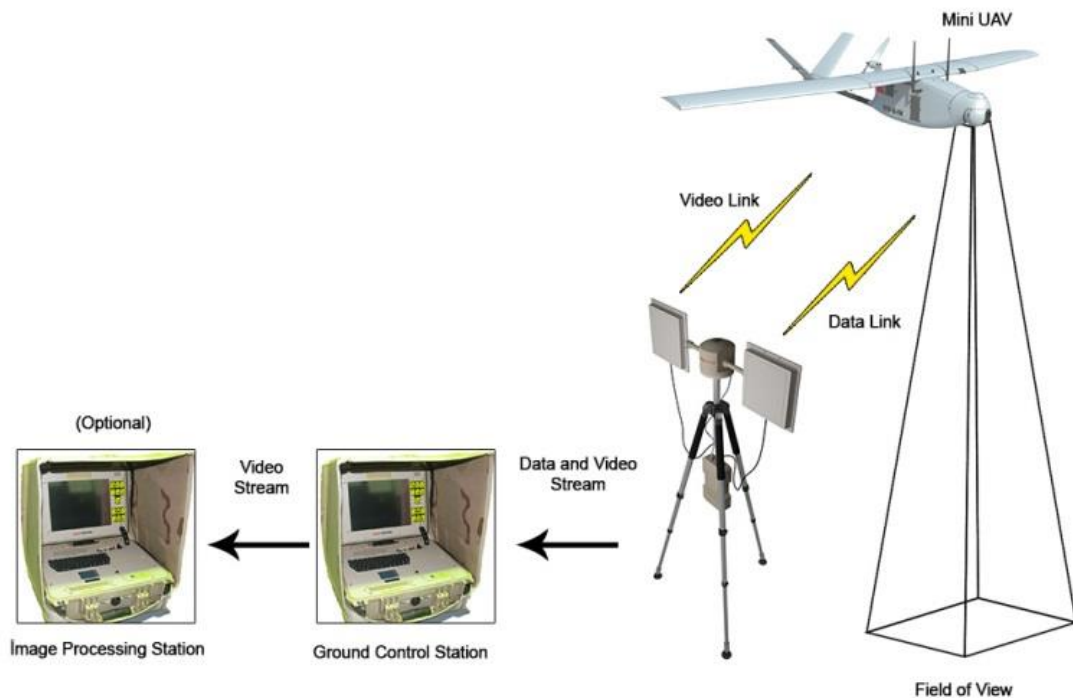 Mini UAV
Video Link
Data Link
(Optional)
Video
Stream
Data and Video
Stream
İmage Processing Station
Ground Control Station
Field of View